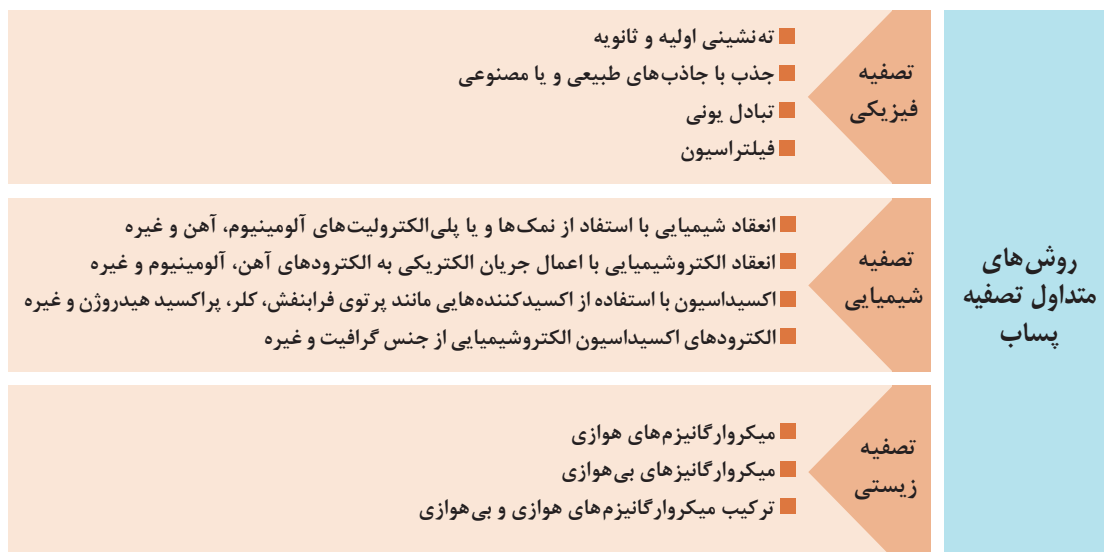 روش‌های
متداول تصفیه
پساب
تصفیه
فیزیکی
ته‌نشینی اولیه و ثانویه
جذب با جاذب‌های طبیعی و یا مصنوعی
تبادل یونی
فیلتراسیون
تصفیه
شیمیایی
انعقاد شیمیایی با استفاد از نمک‌ها و یا پلی‌الکترولیت‌های آلومینیوم، آهن و غیره
انعقاد الکتروشیمیایی با اعمال جریان الکتریکی به الکترودهای آهن، آلومینیوم و غیره
اکسیداسیون با استفاده از اکسیدکننده‌هایی مانند پرتوی فرابنفش، کلر، پراکسید هیدروژن و غیره
الکترودهای اکسیداسیون الکتروشیمیایی از جنس گرافیت و غیره
تصفیه
زیستی
میکروارگانیزم‌های هوازی
میکروارگانیزهای بی‌هوازی
ترکیب میکروارگانیزم‌های هوازی و بی‌هوازی